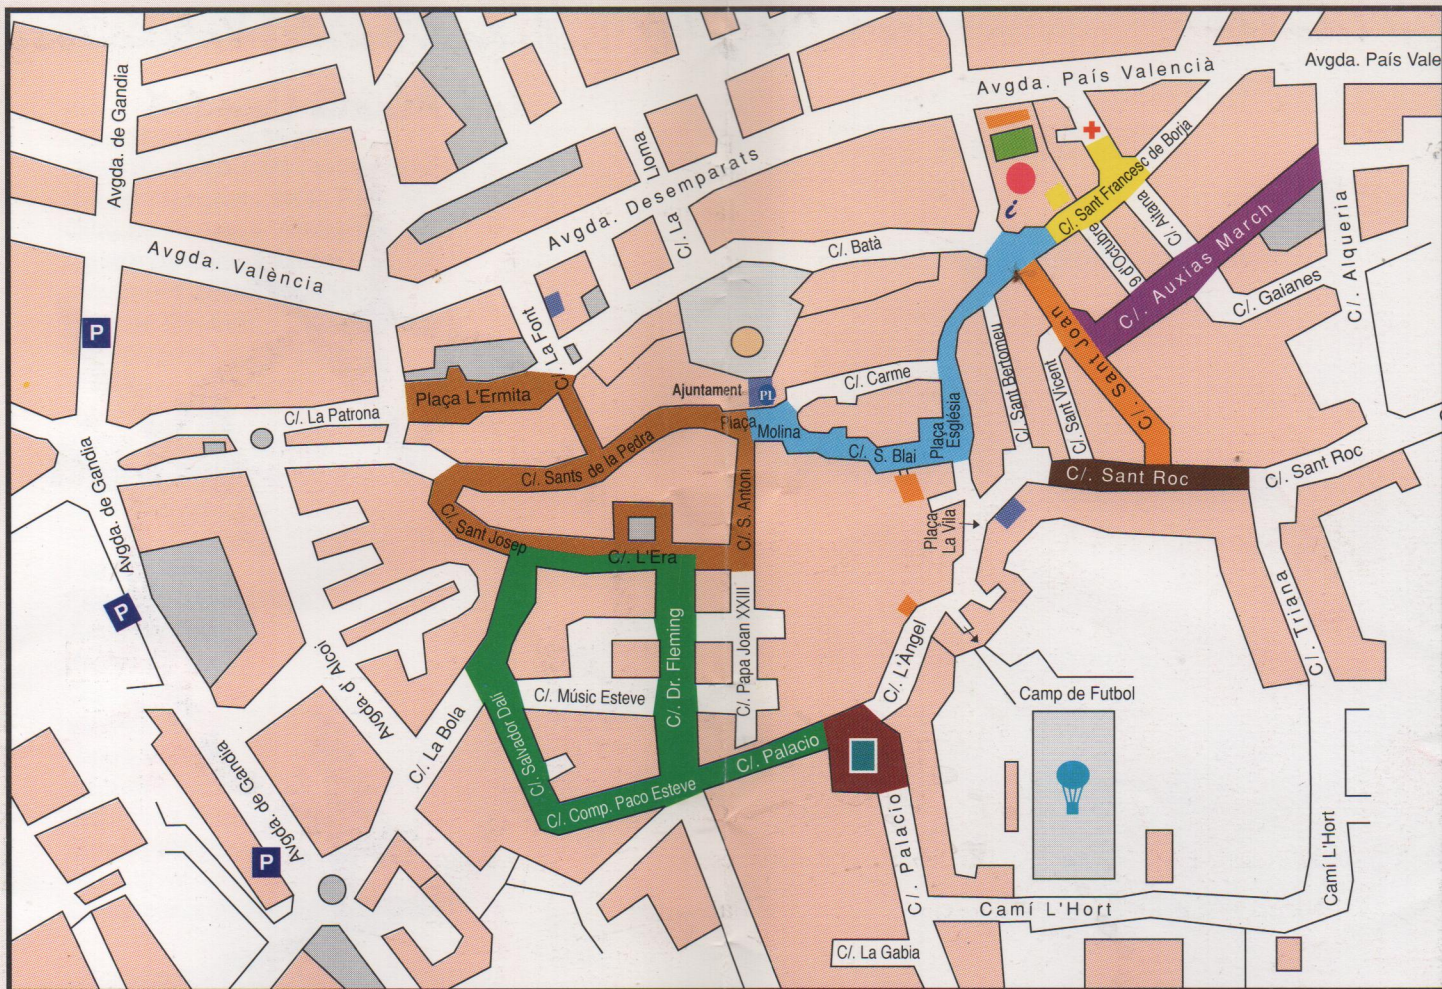 Avgda. País Valencià
Avgda. País Vale
Avgda. de Gandia
Lloma
C/. La
Avgda. Desemparats
C/. Sant Francesc de Borja
i
C/. Aitana
9 d'Octubre
C/. Auxias March
C/. Alqueria
C/. Batà
Avgda. València
C/. Gaianes
P
C/. La Font
C/. Sant Joan
C/. Sant Bertomeu
C/. Sant Vicent
C/. Carme
Ajuntament
PL
Plaça L'Ermita
C/. La Patrona
Plaça
Molina
Plaça
Església
C/. S. Blai
C/. Sants de la Pedra
C/. Sant Roc
C/. Sant Roc
Avgda. de Gandia
C/. S. Antoni
Plaça
La Vila
C/. Sant Josep
C/. L'Era
P
C/. Papa Joan XXIII
C/. Dr. Fleming
C/. Triana
C/. L'Àngel
Avgda. d' Alcoi
C/. Músic Esteve
Camp de Futbol
C/. La Bola
C/. Salvador Dalí
C/. Palacio
Avgda. de Gandia
C/. Comp. Paco Esteve
P
C/. Palacio
Camí L'Hort
Camí L'Hort
C/. La Gabia